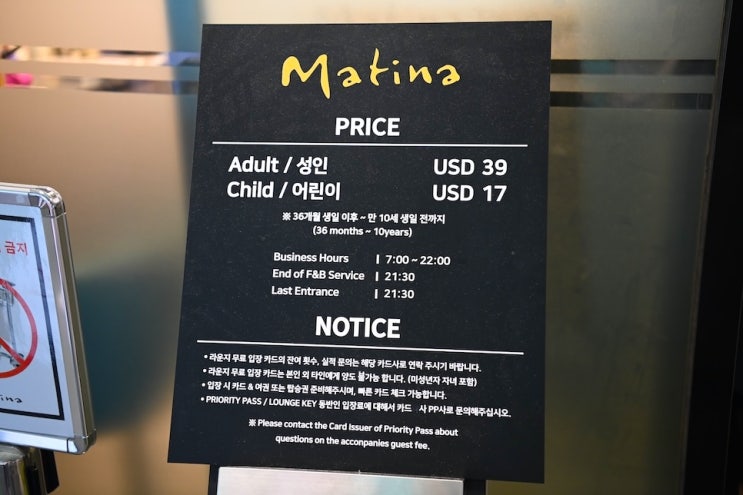 Matina
PRICE
Adult / 성인 USD 39
Child / 어린이 USD 17
※ 36개월 생일 이후 ~ 만 10세 생일 전까지
(36 months ~ 10years)
Business Hours | 7:00 ~ 22:00
End of F&B Service | 21:30
Last Entrance | 21:30
NOTICE
• 라운지 무료 입장 카드의 잔여 횟수, 실적 문의는 해당 카드사로 연락 주시기 바랍니다.
• 라운지 무료 입장 카드는 본인 외 타인에게 양도 불가능 합니다. (미성년자 자녀 포함)
• 입장 시 카드 & 여권 또는 탑승권 준비해주시며, 빠른 카드 체크 가능합니다.
• PRIORITY PASS / LOUNGE KEY 동반인 입장료에 대해서 카드 사 PP사로 문의해주십시오.
※ Please contact the Card Issuer of Priority Pass about
questions on the acconpanies guest fee.
금지
ina